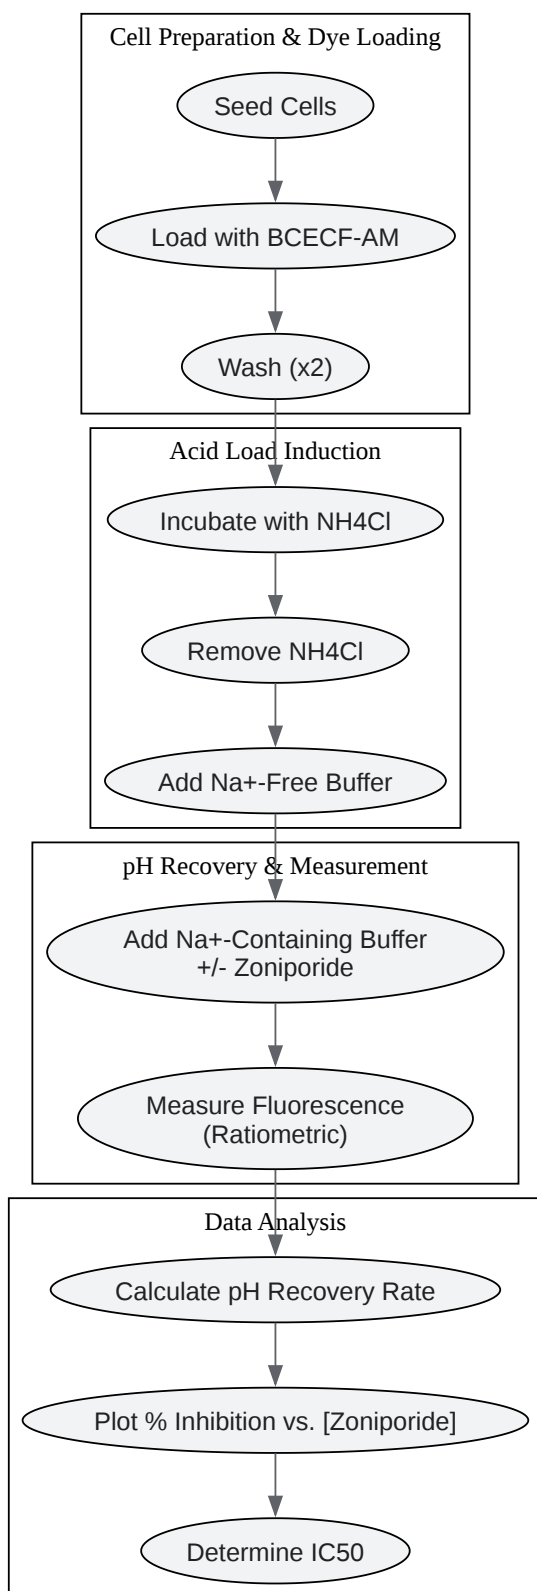 Cell Preparation & Dye Loading
Seed Cells
Load with BCECF-AM
Wash (x2)
Acid Load Induction
Incubate with NH4Cl
Remove NH4Cl
Add Na+-Free Buffer
pH Recovery & Measurement
Add Na+-Containing Buffer
+/- Zoniporide
Measure Fluorescence
(Ratiometric)
Data Analysis
Calculate pH Recovery Rate
Plot % Inhibition vs. [Zoniporide]
Determine IC50